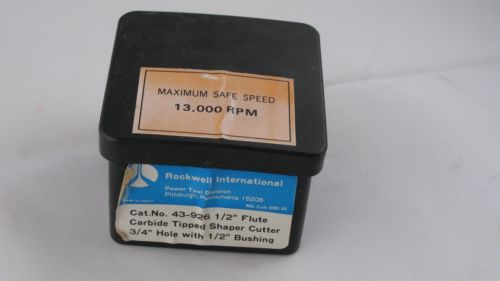 MAXIMUM SAFE SPEED
13,000 RPM
Rockwell International
Power Tool Division
Pittsburgh, Pennsylvania 15208
Cat.No. 43-926 1/2" Flute
Carbide Tipped Shaper Cutter
3/4" Hole with 1/2" Bushing